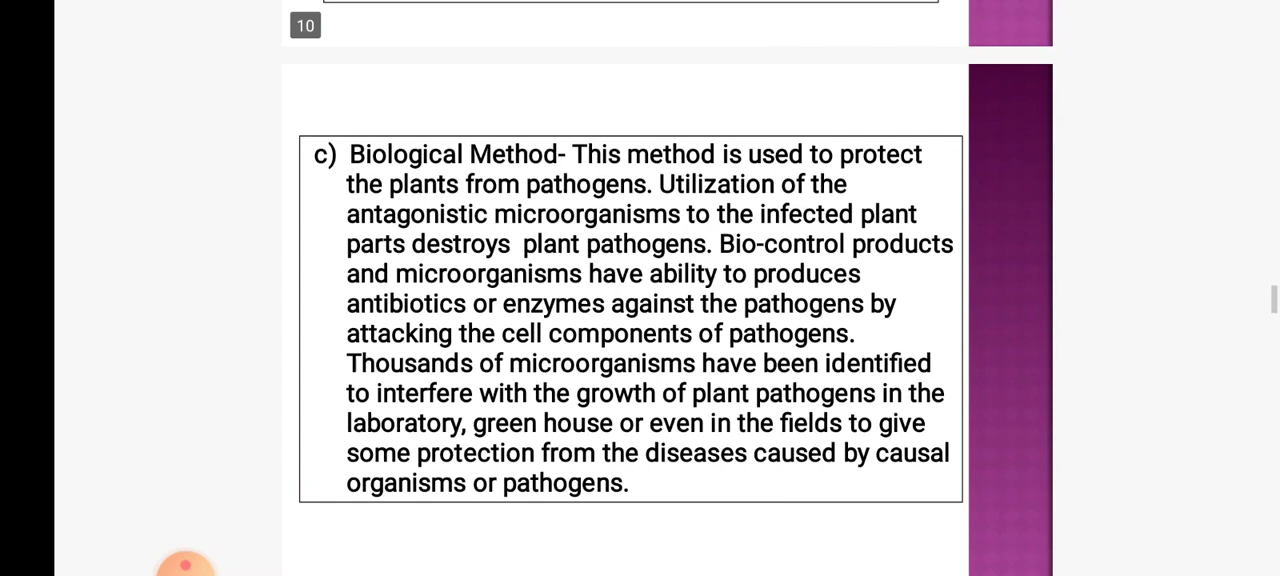 10
c) Biological Method- This method is used to protect
the plants from pathogens. Utilization of the
antagonistic microorganisms to the infected plant
parts destroys plant pathogens. Bio-control products
and microorganisms have ability to produces
antibiotics or enzymes against the pathogens by
attacking the cell components of pathogens.
Thousands of microorganisms have been identified
to interfere with the growth of plant pathogens in the
laboratory, green house or even in the fields to give
some protection from the diseases caused by causal
organisms or pathogens.